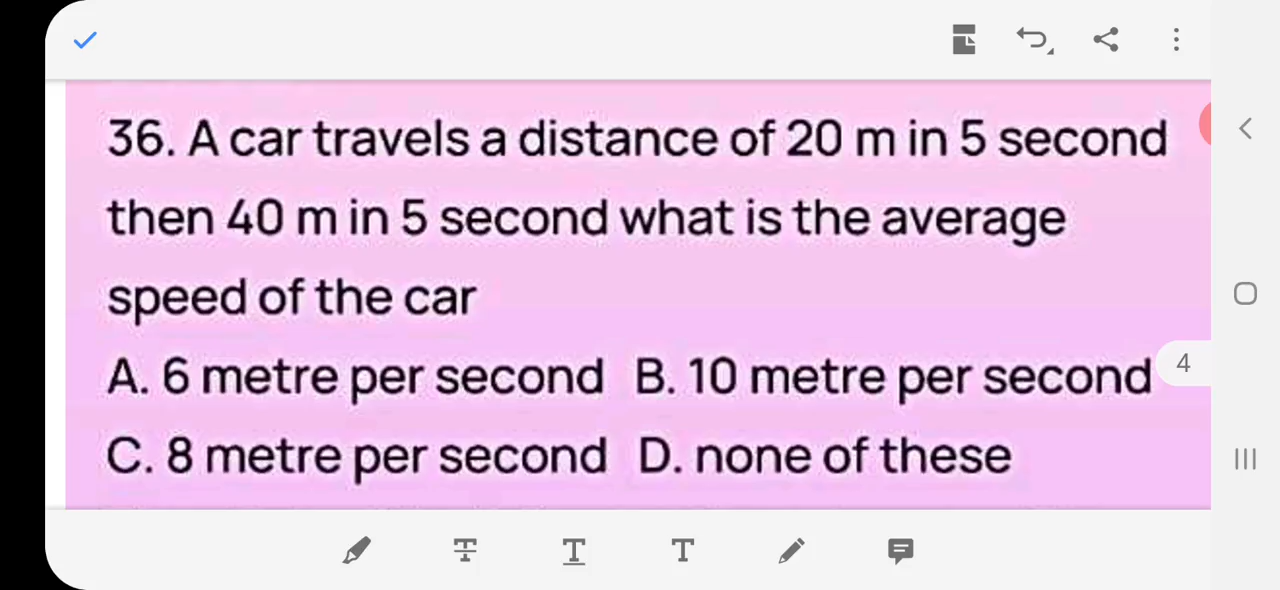 36. A car travels a distance of 20 m in 5 second
then 40 m in 5 second what is the average
speed of the car
A. 6 metre per second B. 10 metre per second
4
C. 8 metre per second D. none of these